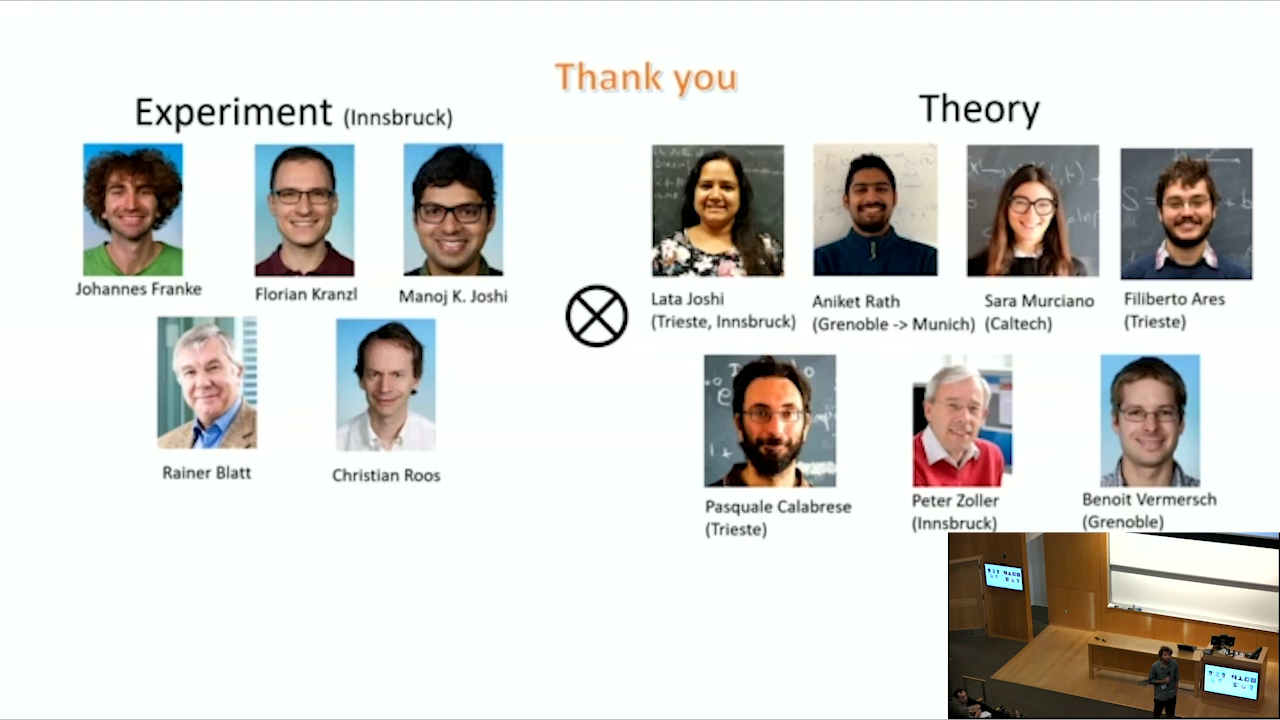 Thank you
Experiment (Innsbruck)
Johannes Franke
Florian Kranzl
Manoj K. Joshi
Rainer Blatt
Christian Roos
Theory
Lata Joshi
(Trieste, Innsbruck)
Aniket Rath
(Grenoble -> Munich)
Sara Murciano
(Caltech)
Filiberto Ares
(Trieste)
Pasquale Calabrese
(Trieste)
Peter Zoller
(Innsbruck)
Benoit Vermersch
(Grenoble)